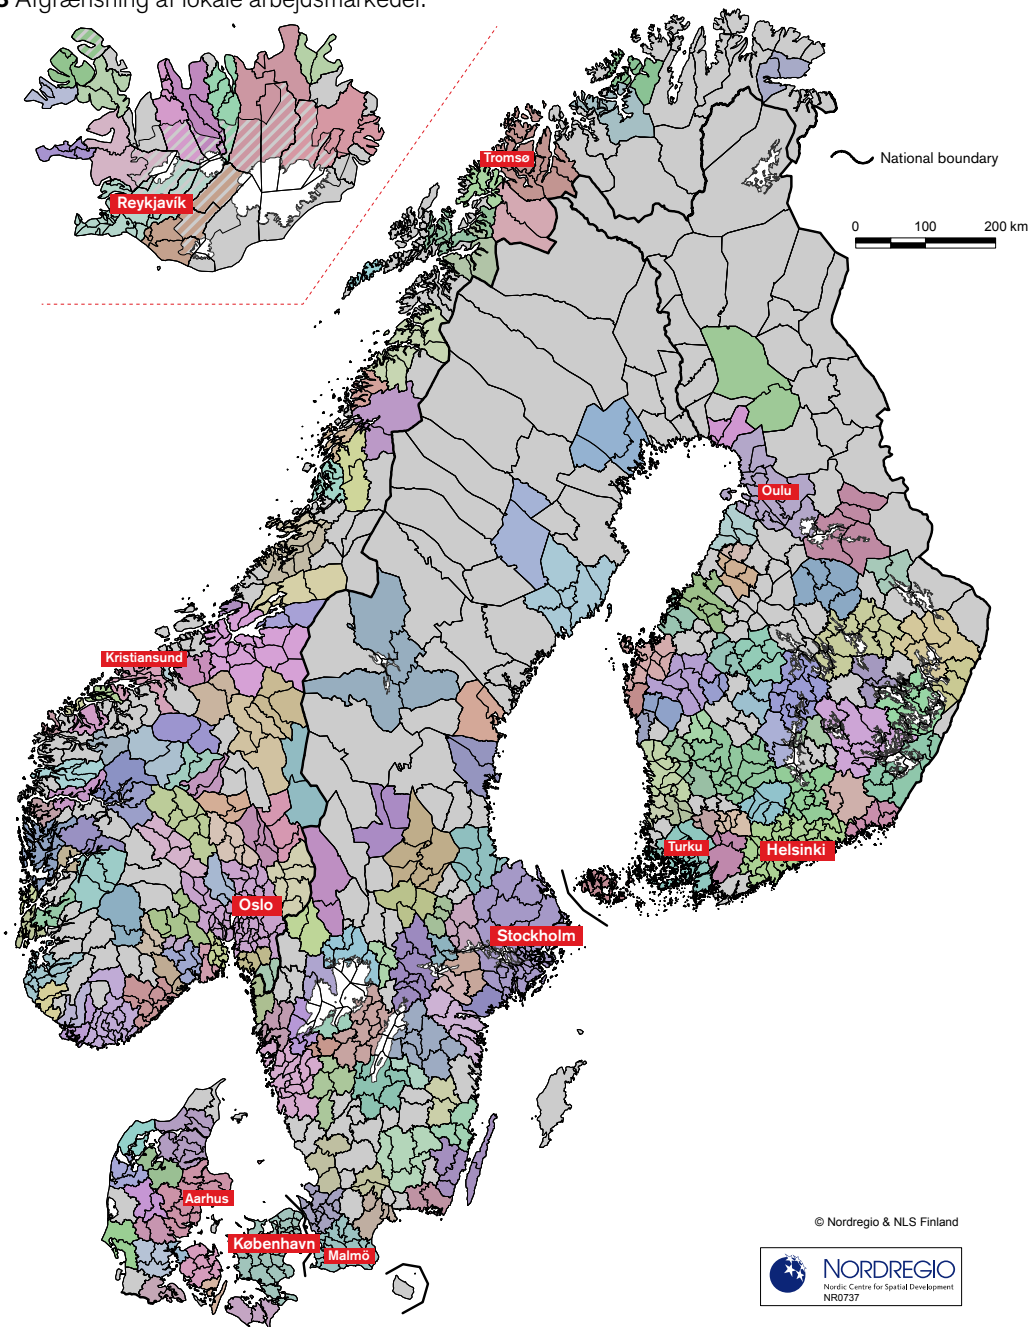 Afgrænsning af lokale arbejdsmarkeder.
Tromsø
National boundary
Reykjavík
0 100 200 km
Oulu
Kristiansund
Turku
Helsinki
Oslo
Stockholm
Aarhus
København
Malmö
© Nordregio & NLS Finland
NORDREGIO
Nordic Centre for Spatial Development
NR0737